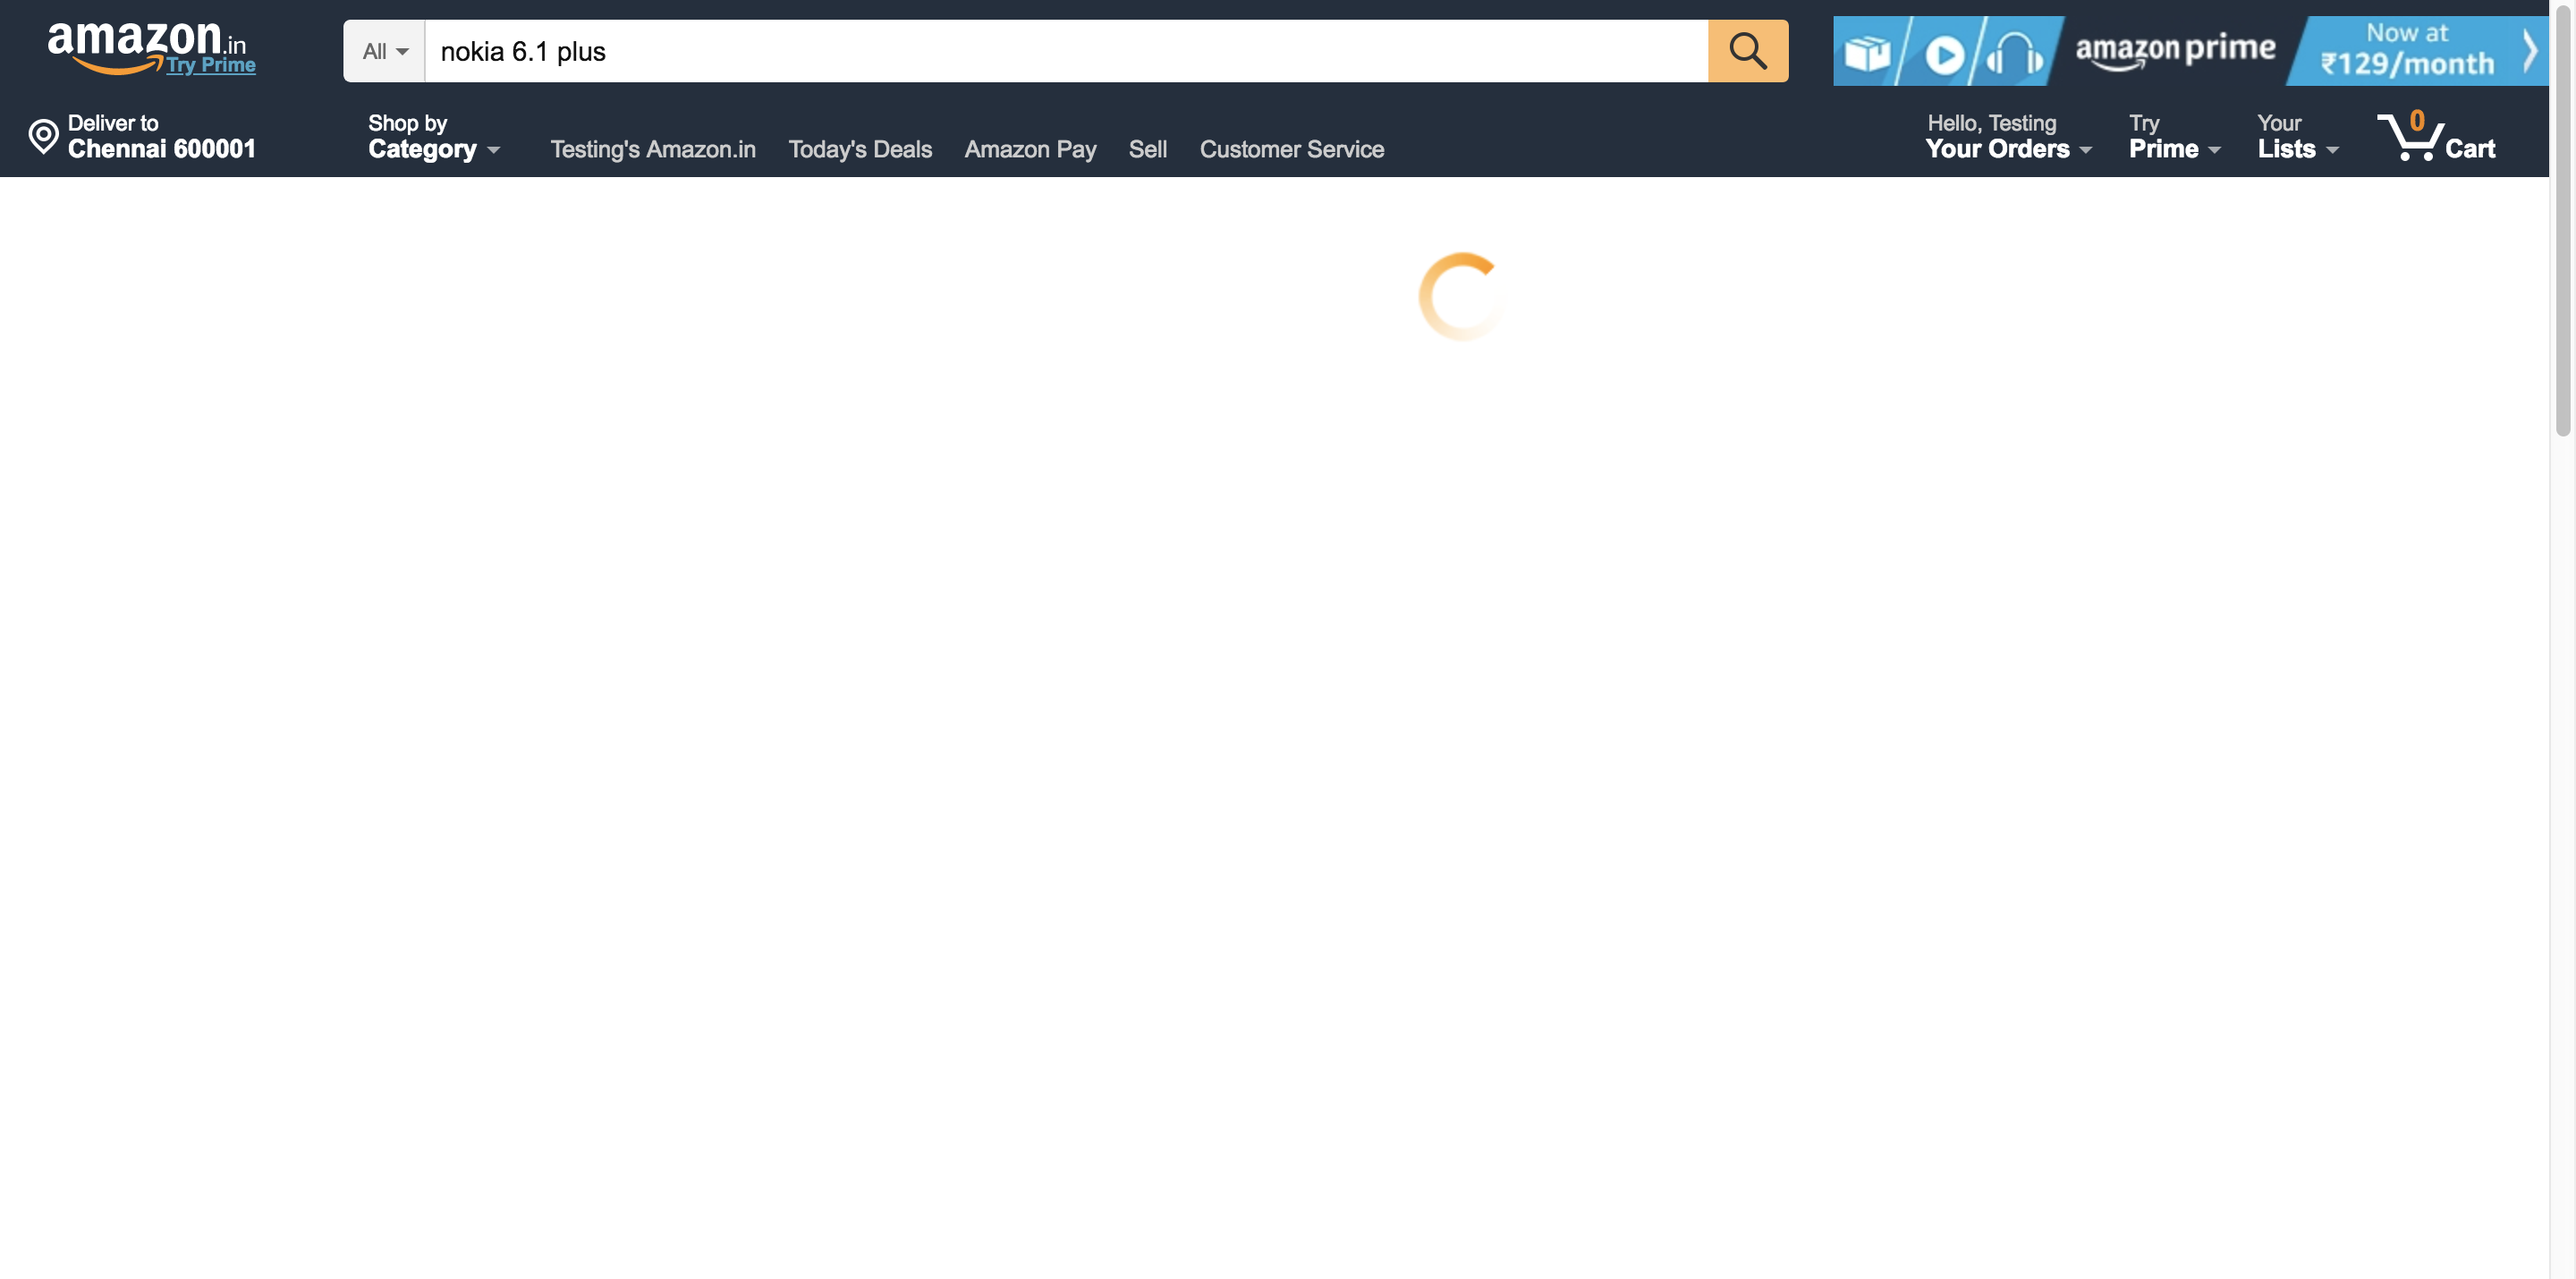 amazon.in
Try Prime
All
nokia 6.1 plus
amazon prime
Now at
₹129/month
Deliver to
Chennai 600001
Shop by
Category
Testing's Amazon.in
Today's Deals
Amazon Pay
Sell
Customer Service
Hello, Testing
Your Orders
Try
Prime
Your
Lists
0
Cart